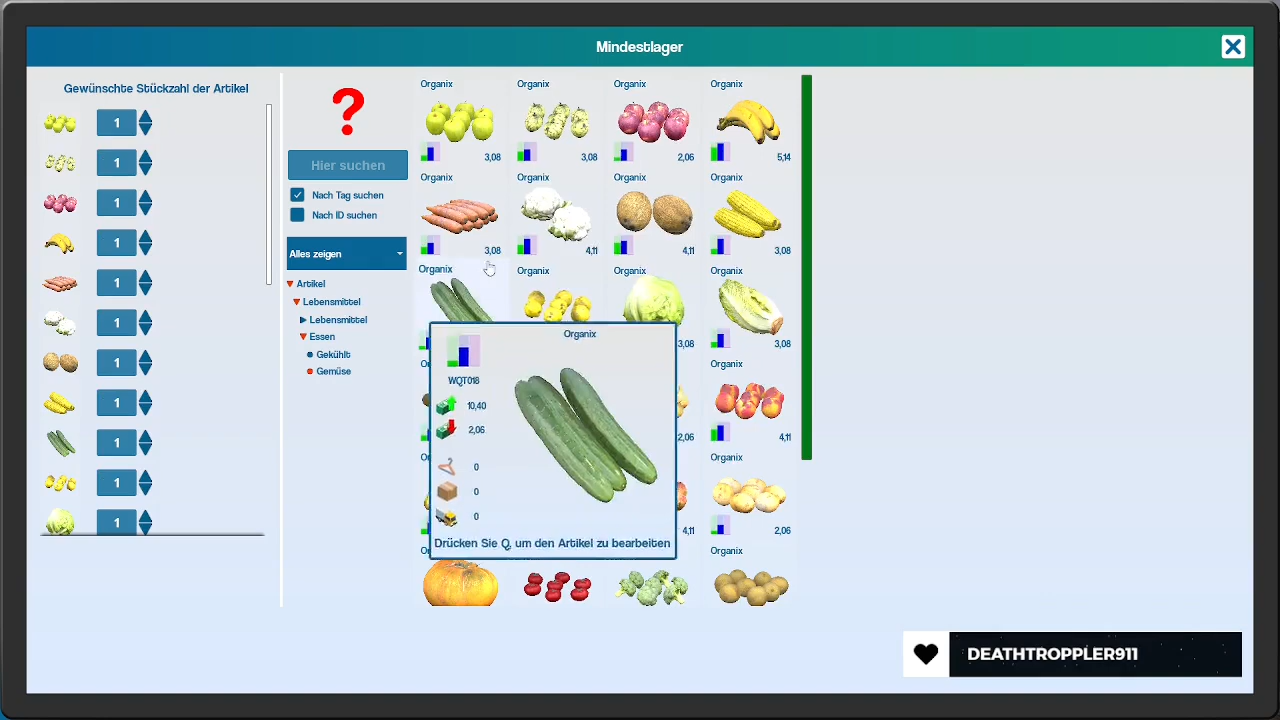 Mindestlager
Gewünschte Stückzahl der Artikel
1
1
1
1
1
1
1
1
1
1
1
?
Hier suchen
Nach Tag suchen
Nach ID suchen
Alles zeigen
Artikel
Lebensmittel
Lebensmittel
Essen
Gekühlt
Gemüse
Organix Organix Organix Organix
3,08 3,08 2,06 5,14
Organix Organix Organix Organix
3,08 4,11 4,11 3,08
Organix Organix Organix Organix
3,08 3,08
Organix
2,06 4,11
Organix
4,11 2,06
Organix
Organix
WQT018
10,40
2,06
0
0
0
Drücken Sie Q, um den Artikel zu bearbeiten
DEATHTROPPLER911